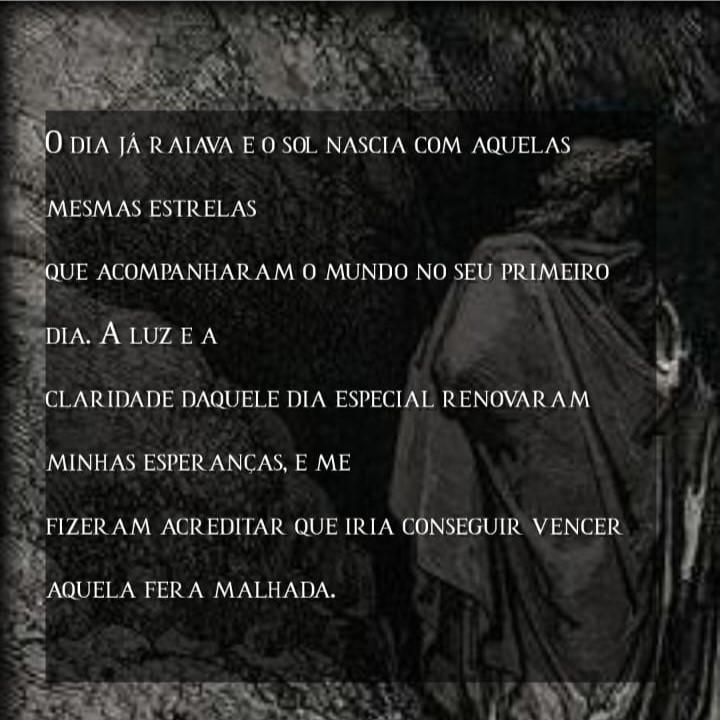 O dia já raiava e o sol nascia com aquelas
mesmas estrelas
que acompanharam o mundo no seu primeiro
dia. A luz e a
claridade daquele dia especial renovaram
minhas esperanças, e me
fizeram acreditar que iria conseguir vencer
aquela fera malhada.